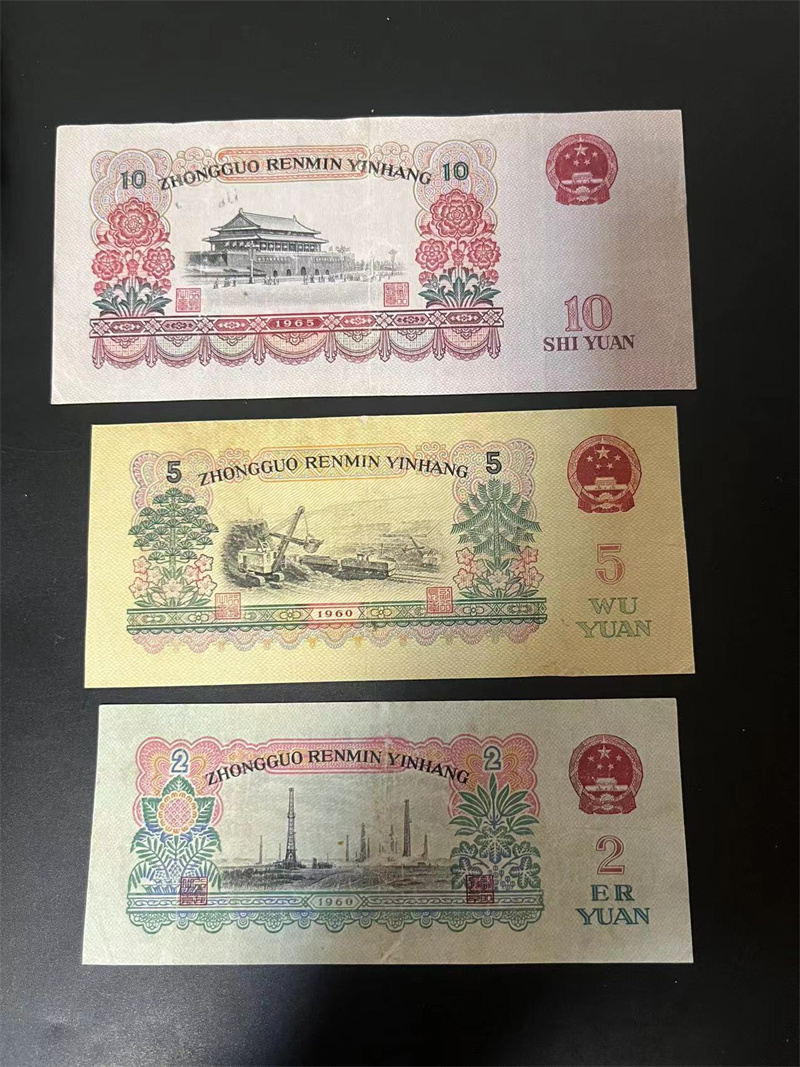 10 ZHONGGUO RENMIN YINHANG 10
1965
10
SHI YUAN
5 ZHONGGUO RENMIN YINHANG 5
1960
5
WU
YUAN
2 ZHONGGUO RENMIN YINHANG 2
1960
2
ER
YUAN